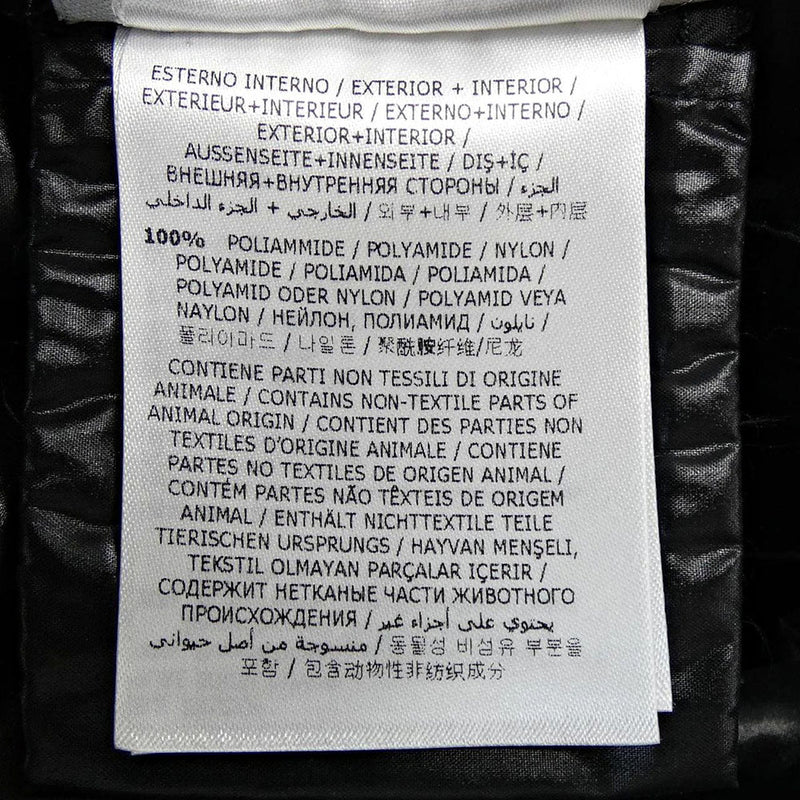 ESTERNO INTERNO / EXTERIOR + INTERIOR /
EXTERIEUR+INTERIEUR / EXTERNO+INTERNO /
EXTERIOR+INTERIOR /
AUSSENSEITE+INNENSEITE / DIŞ+İÇ /
ВНЕШНЯЯ+ВНУТРЕННЯЯ СТОРОНЫ / الجزء
الخارجي + الجزء الداخلي / 외부+내부 / 外层+内层
100% POLIAMMIDE / POLYAMIDE / NYLON /
POLYAMIDE / POLIAMIDA / POLIAMIDA /
POLYAMID ODER NYLON / POLYAMID VEYA
NAYLON / НЕЙЛОН, ПОЛИАМИД / نايلون /
폴리아마드 / 나일론 / 聚酰胺纤维/尼龙
CONTIENE PARTI NON TESSILI DI ORIGINE
ANIMALE / CONTAINS NON-TEXTILE PARTS OF
ANIMAL ORIGIN / CONTIENT DES PARTIES NON
TEXTILES D'ORIGINE ANIMALE / CONTIENE
PARTES NO TEXTILES DE ORIGEN ANIMAL /
CONTÉM PARTES NÃO TÊXTEIS DE ORIGEM
ANIMAL / ENTHÄLT NICHTTEXTILE TEILE
TIERISCHEN URSPRUNGS / HAYVAN MENŞELİ,
TEKSTIL OLMAYAN PARÇALAR IÇERIR /
СОДЕРЖИТ НЕТКАНЫЕ ЧАСТИ ЖИВОТНОГО
ПРОИСХОЖДЕНИЯ / يحتوي على أجزاء غير
منسوجة من أصل حيواني / 동물성 비섬유 부분을
포함 / 包含动物性非纺织成分